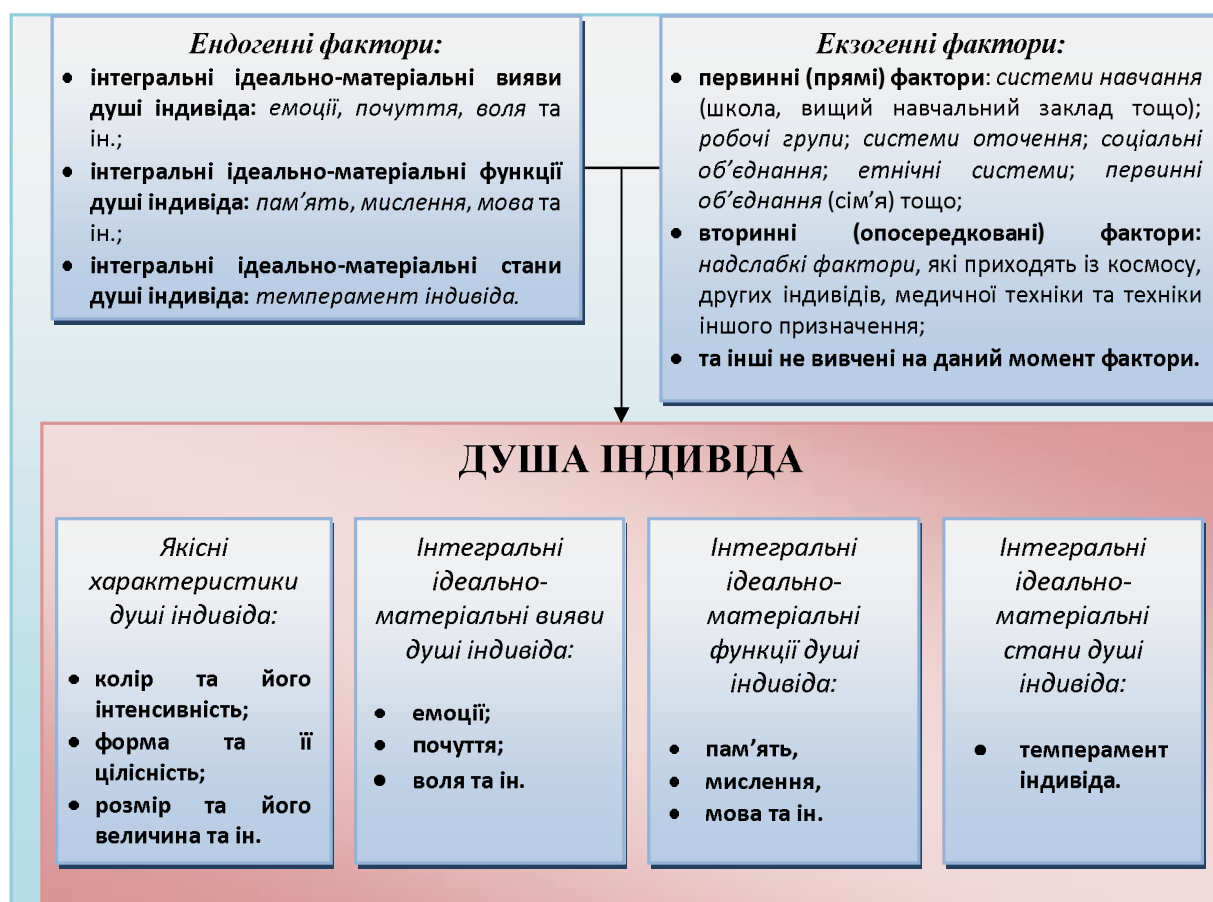 Ендогенні фактори:
• інтегральні ідеально-матеріальні вияви
душі індивіда: емоції, почуття, воля та
ін.;
• інтегральні ідеально-матеріальні функції
душі індивіда: пам’ять, мислення, мова та
ін.;
• інтегральні ідеально-матеріальні стани
душі індивіда: темперамент індивіда.
Екзогенні фактори:
• первинні (прямі) фактори: системи навчання
(школа, вищий навчальний заклад тощо);
робочі групи; системи оточення; соціальні
об’єднання; етнічні системи; первинні
об’єднання (сім’я) тощо;
• вторинні (опосередковані) фактори:
надслабкі фактори, які приходять із космосу,
других індивідів, медичної техніки та техніки
іншого призначення;
• та інші не вивчені на даний момент фактори.
ДУША ІНДИВІДА
Якісні
характеристики
душі індивіда:
• колір та його
інтенсивність;
• форма та її
цілісність;
• розмір та його
величина та ін.
Інтегральні
ідеально-
матеріальні вияви
душі індивіда:
• емоції;
• почуття;
• воля та ін.
Інтегральні
ідеально-
матеріальні
функції душі
індивіда:
• пам’ять,
• мислення,
• мова та ін.
Інтегральні
ідеально-
матеріальні
стани душі
індивіда:
• темперамент
індивіда.